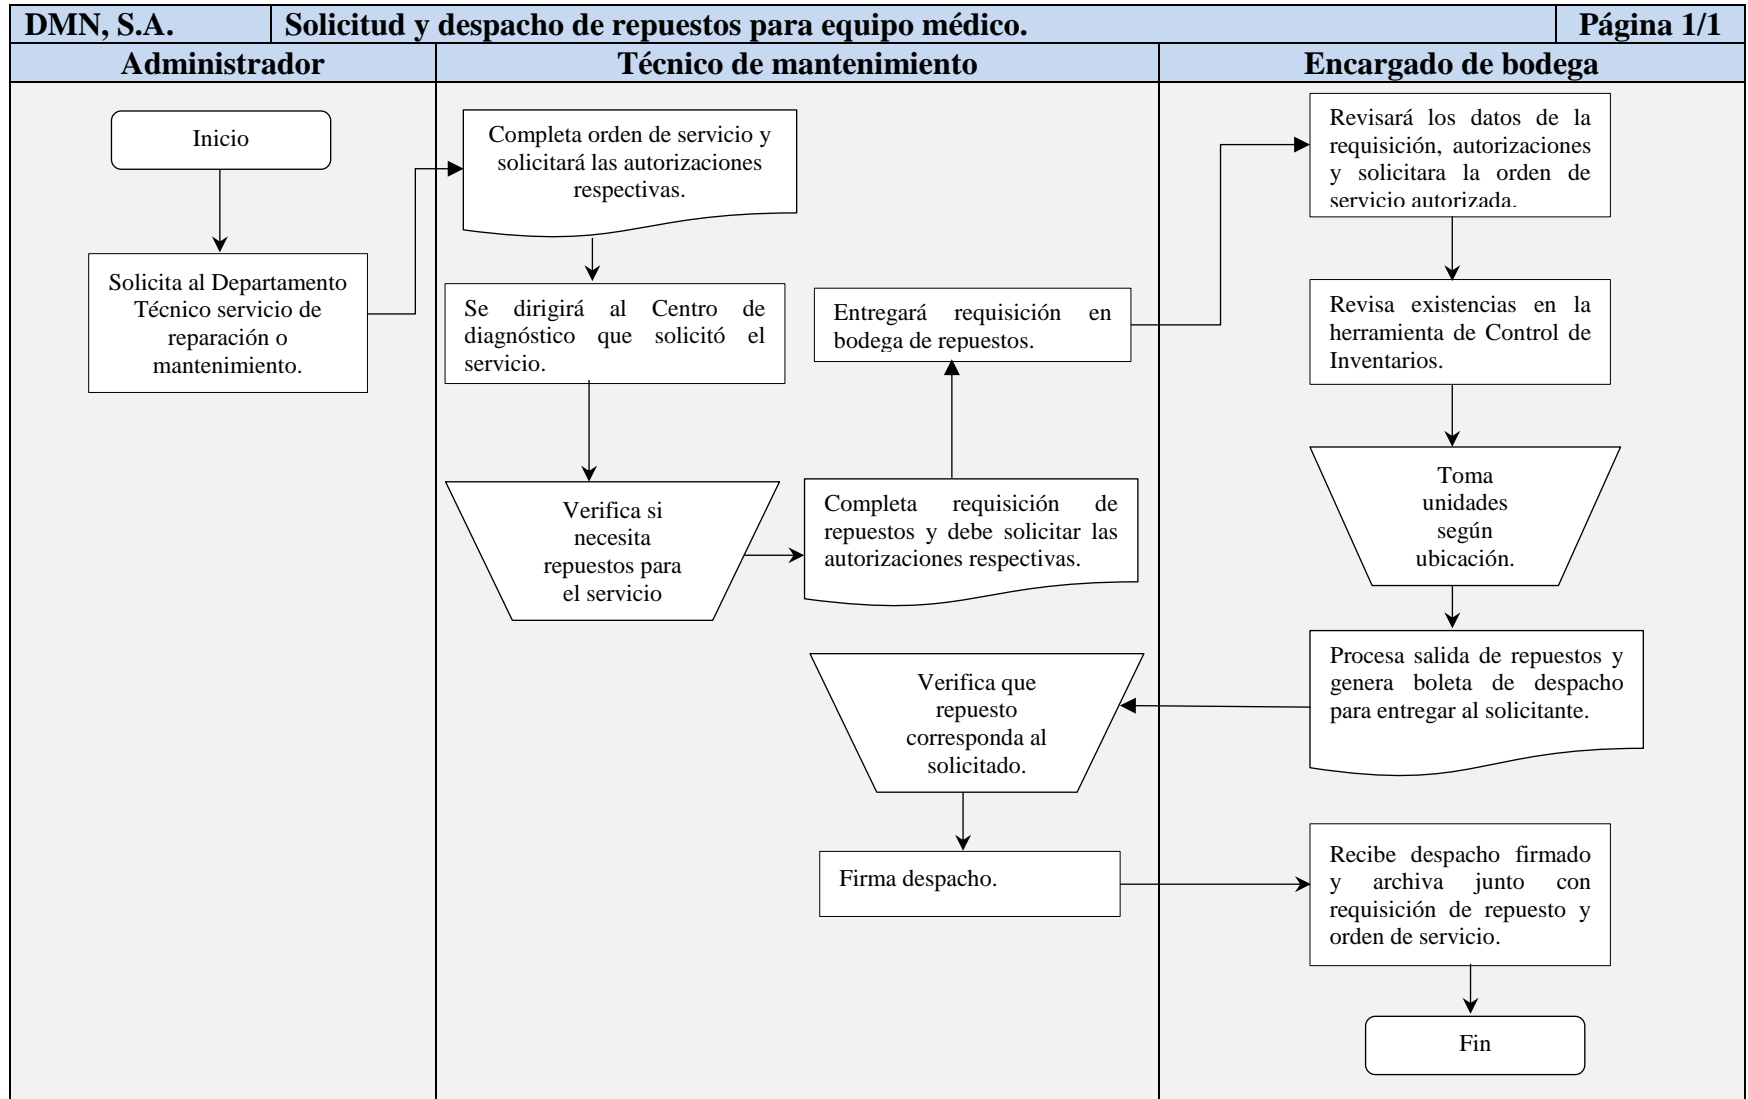 DMN, S.A.
Solicitud y despacho de repuestos para equipo médico.
Página 1/1
Administrador
Técnico de mantenimiento
Encargado de bodega
Inicio
Solicita al Departamento
Técnico servicio de
reparación o
mantenimiento.
Completa orden de servicio y
solicitará las autorizaciones
respectivas.
Se dirigirá al Centro de
diagnóstico que solicitó el
servicio.
Verifica si
necesita
repuestos para
el servicio
Completa requisición de
repuestos y debe solicitar las
autorizaciones respectivas.
Entregará requisición en
bodega de repuestos.
Revisará los datos de la
requisición, autorizaciones
y solicitara la orden de
servicio autorizada.
Revisa existencias en la
herramienta de Control de
Inventarios.
Toma
unidades
según
ubicación.
Procesa salida de repuestos y
genera boleta de despacho
para entregar al solicitante.
Verifica que
repuesto
corresponda al
solicitado.
Firma despacho.
Recibe despacho firmado
y archiva junto con
requisición de repuesto y
orden de servicio.
Fin